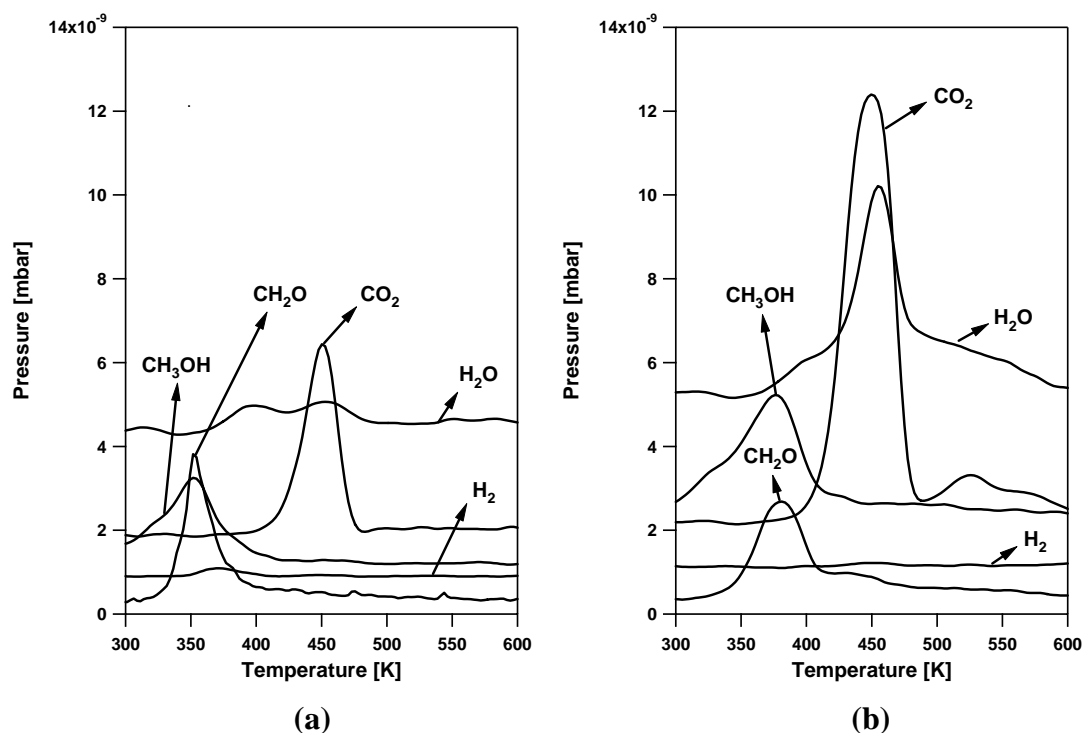 14x10⁻⁹
12
10
8
6
4
2
0
Pressure [mbar]
CH₂O
CO₂
CH₃OH
H₂O
H₂
300 350 400 450 500 550 600
Temperature [K]
(a)
14x10⁻⁹
12
10
8
6
4
2
0
Pressure [mbar]
CO₂
CH₃OH
H₂O
CH₂O
H₂
300 350 400 450 500 550 600
Temperature [K]
(b)